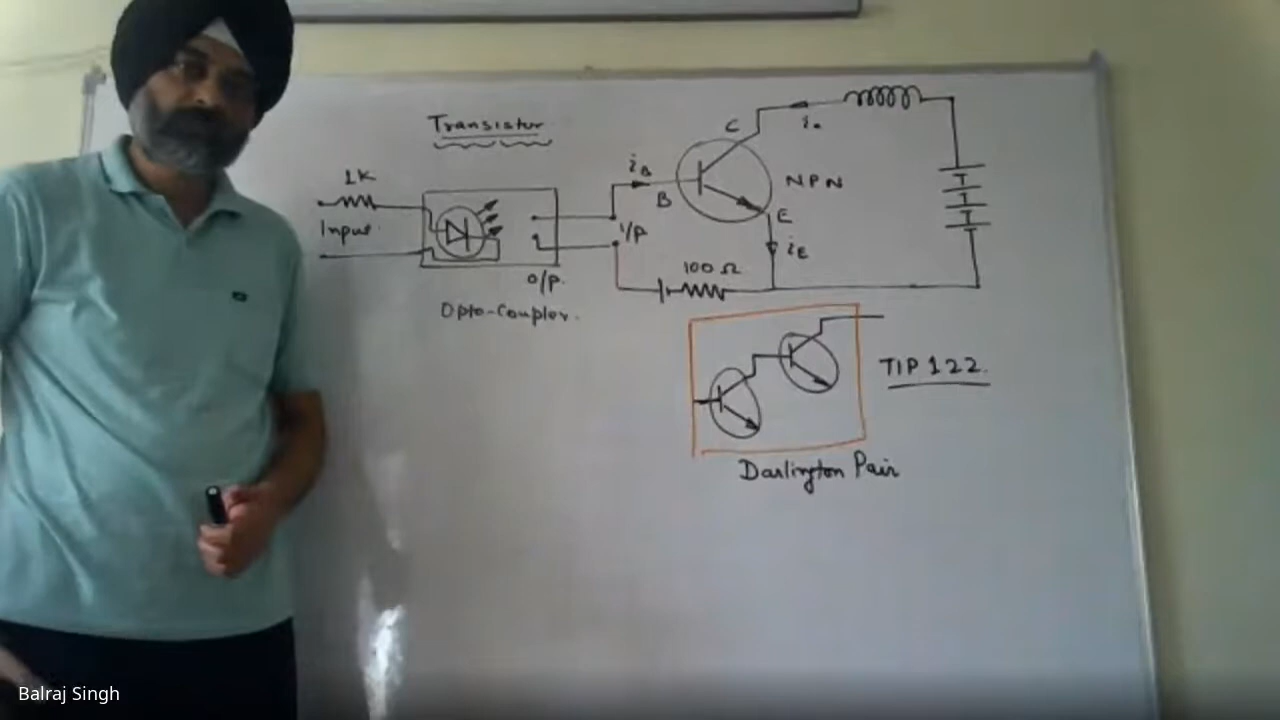 Transistor
1K
Input
O/P.
Opto-Coupler.
I/P
iB
B
C
ic
NPN
E
iE
100 Ω
TIP 122.
Darlington Pair
Balraj Singh